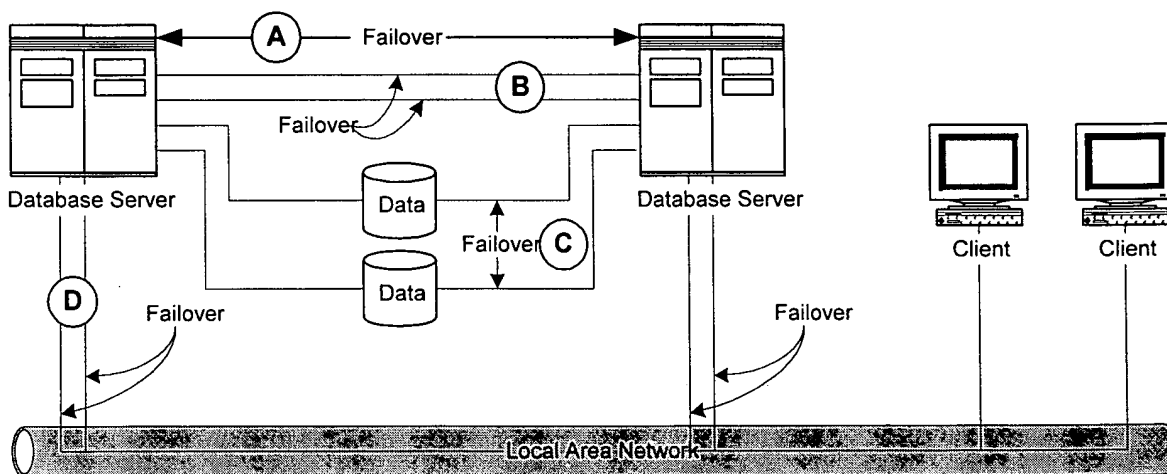 A
Failover
B
Failover
Database Server
Data
Database Server
Failover
C
Client
Client
Data
D
Failover
Failover
Local Area Network